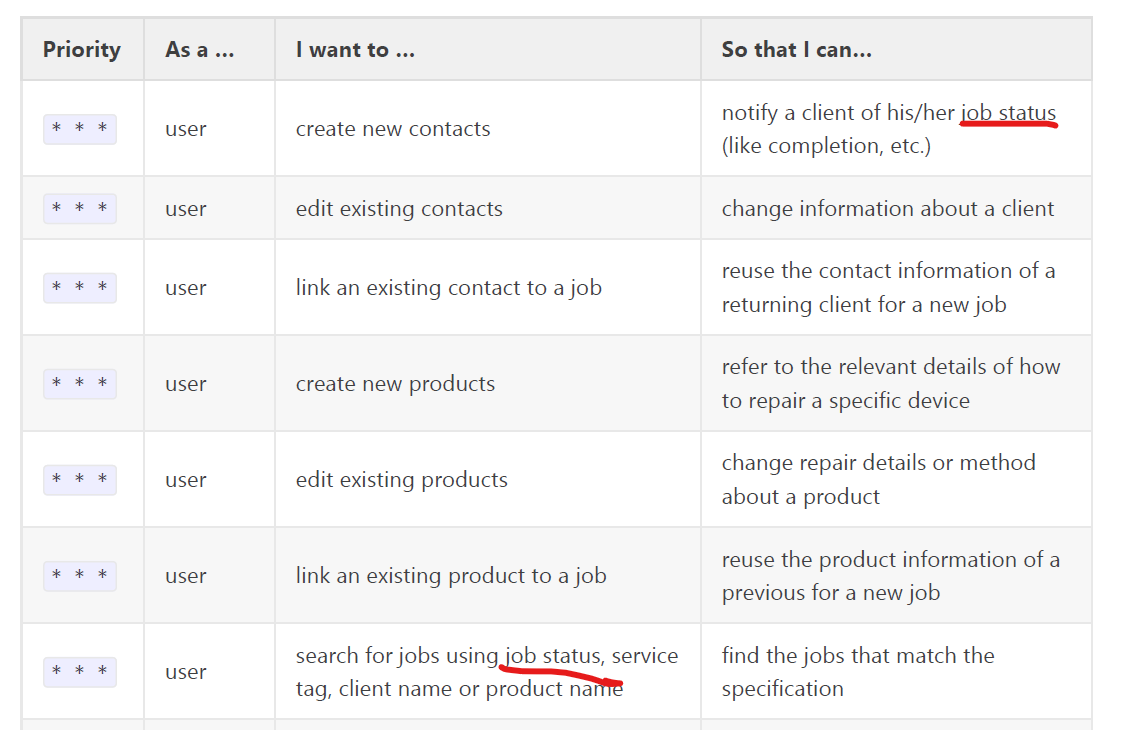 Priority As a ... I want to ... So that I can...
* * * user create new contacts notify a client of his/her job status
(like completion, etc.)
* * * user edit existing contacts change information about a client
* * * user link an existing contact to a job reuse the contact information of a
returning client for a new job
* * * user create new products refer to the relevant details of how
to repair a specific device
* * * user edit existing products change repair details or method
about a product
* * * user link an existing product to a job reuse the product information of a
previous for a new job
* * * user search for jobs using job status, service
tag, client name or product name
find the jobs that match the
specification